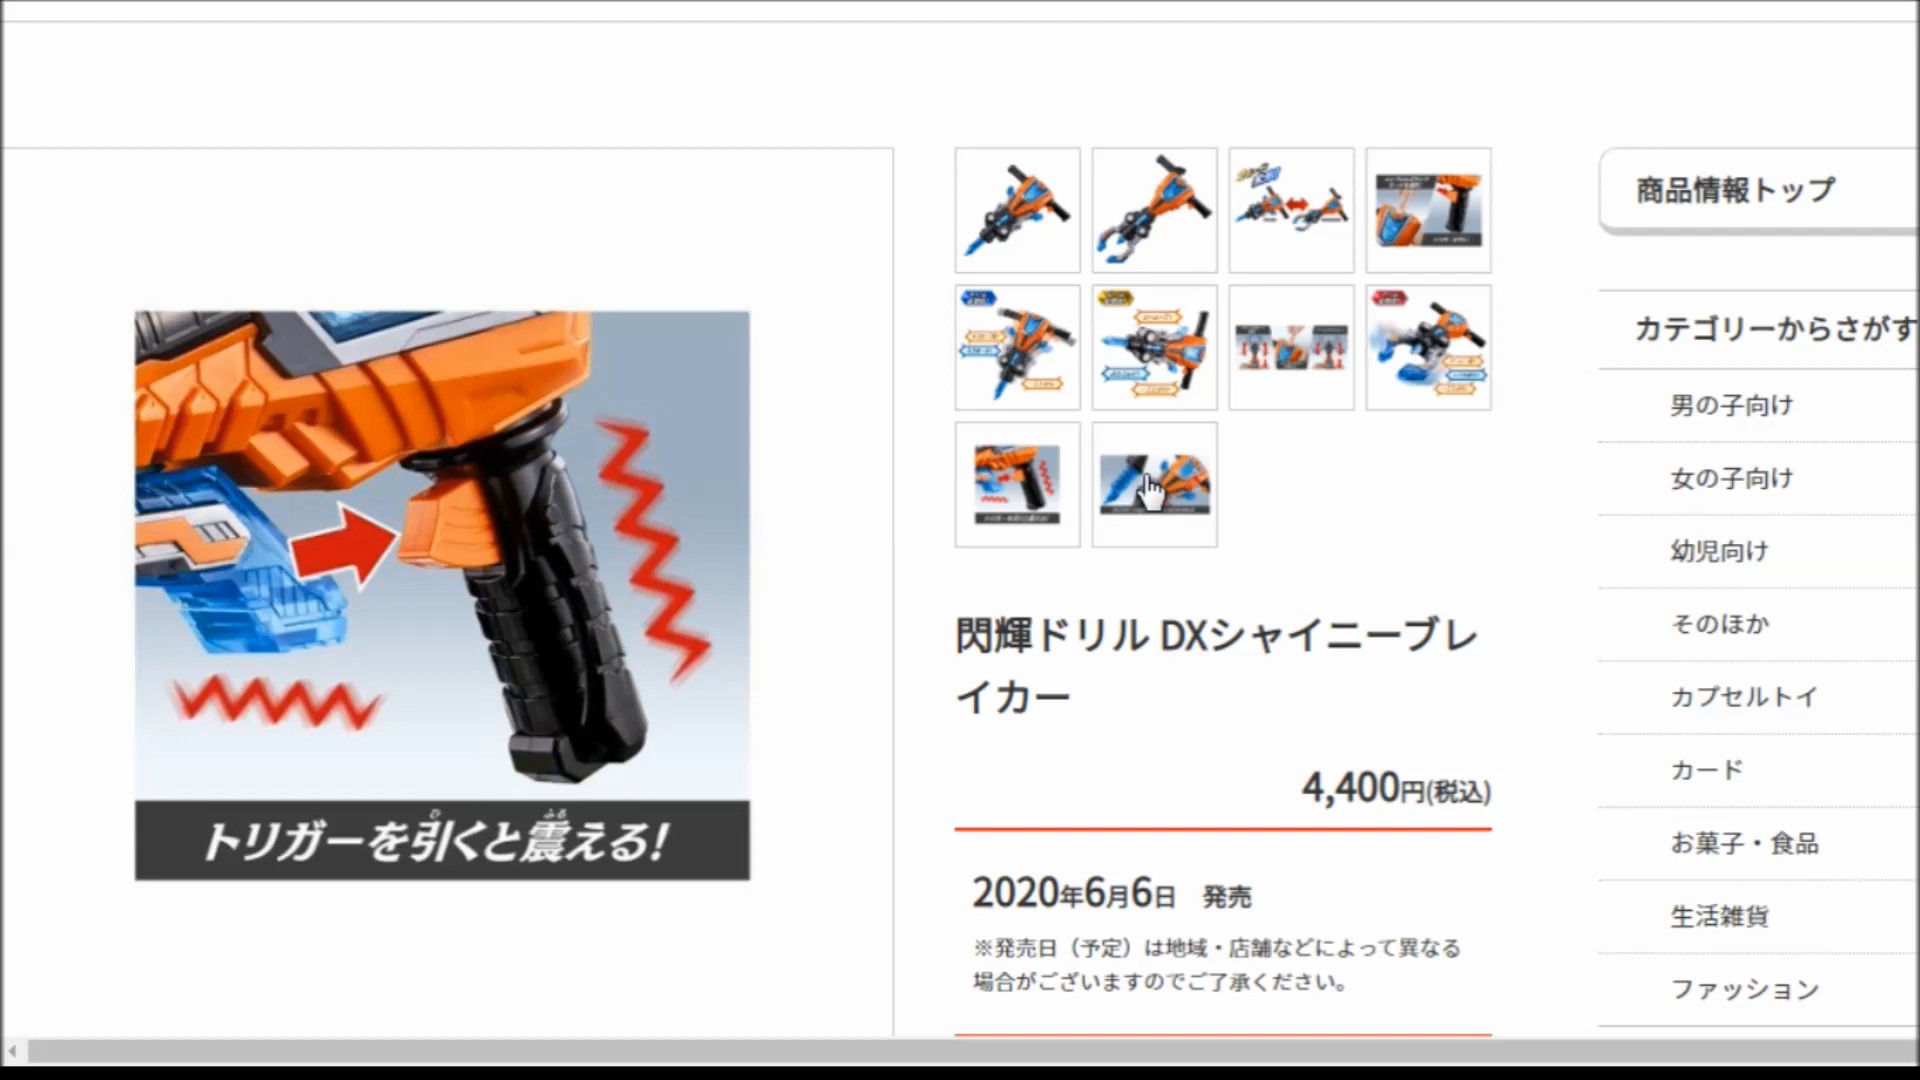 トリガーを引くと震える!
閃輝ドリル DXシャイニーブレ
イカー
4,400円(税込)
2020年6月6日 発売
※発売日（予定）は地域・店舗などによって異なる
場合がございますのでご了承ください。
商品情報トップ
カテゴリーからさがす
男の子向け
女の子向け
幼児向け
そのほか
カプセルトイ
カード
お菓子・食品
生活雑貨
ファッション